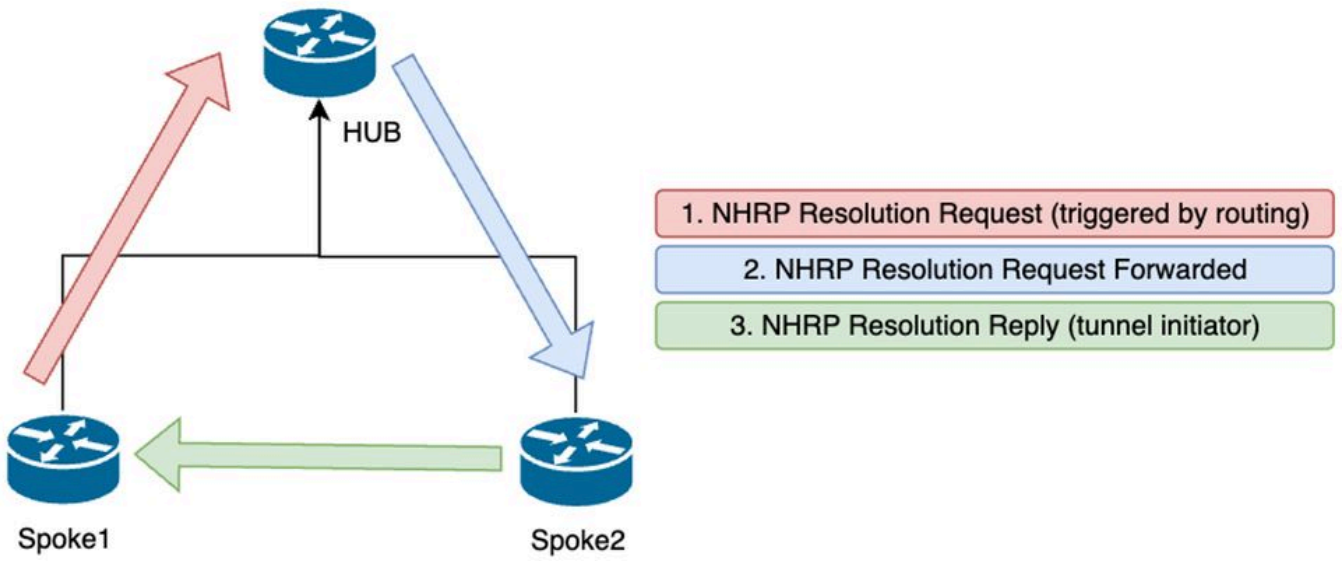 HUB
1. NHRP Resolution Request (triggered by routing)
2. NHRP Resolution Request Forwarded
3. NHRP Resolution Reply (tunnel initiator)
Spoke1
Spoke2